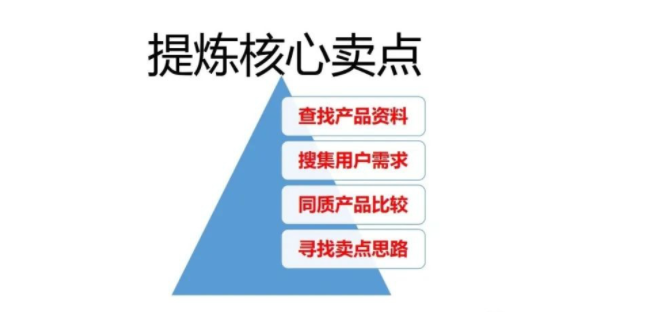 提炼核心卖点
查找产品资料
搜集用户需求
同质产品比较
寻找卖点思路